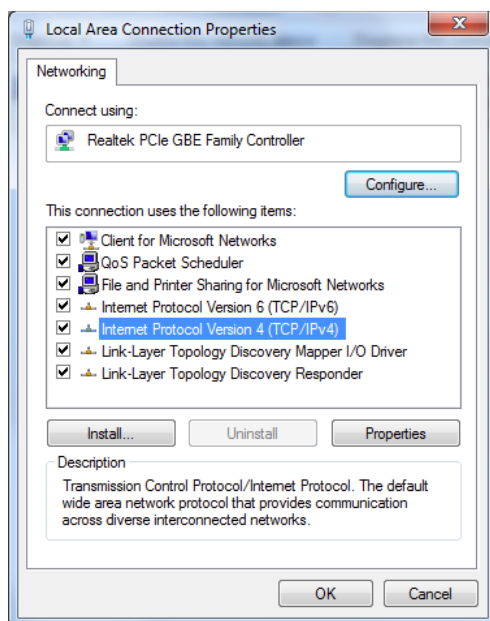 Local Area Connection Properties
Networking
Connect using:
Realtek PCIe GBE Family Controller
Configure...
This connection uses the following items:
Client for Microsoft Networks
QoS Packet Scheduler
File and Printer Sharing for Microsoft Networks
Internet Protocol Version 6 (TCP/IPv6)
Internet Protocol Version 4 (TCP/IPv4)
Link-Layer Topology Discovery Mapper I/O Driver
Link-Layer Topology Discovery Responder
Install... Uninstall Properties
Description
Transmission Control Protocol/Internet Protocol. The default
wide area network protocol that provides communication
across diverse interconnected networks.
OK Cancel